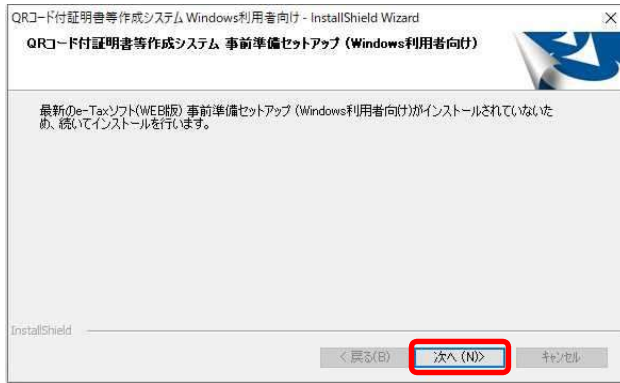 QRコード付証明書等作成システム Windows利用者向け - InstallShield Wizard
QRコード付証明書等作成システム 事前準備セットアップ (Windows利用者向け)
最新のe-Taxソフト(WEB版) 事前準備セットアップ (Windows利用者向け)がインストールされていないた
め、続いてインストールを行います。
InstallShield
< 戻る(B)
次へ (N)>
キャンセル